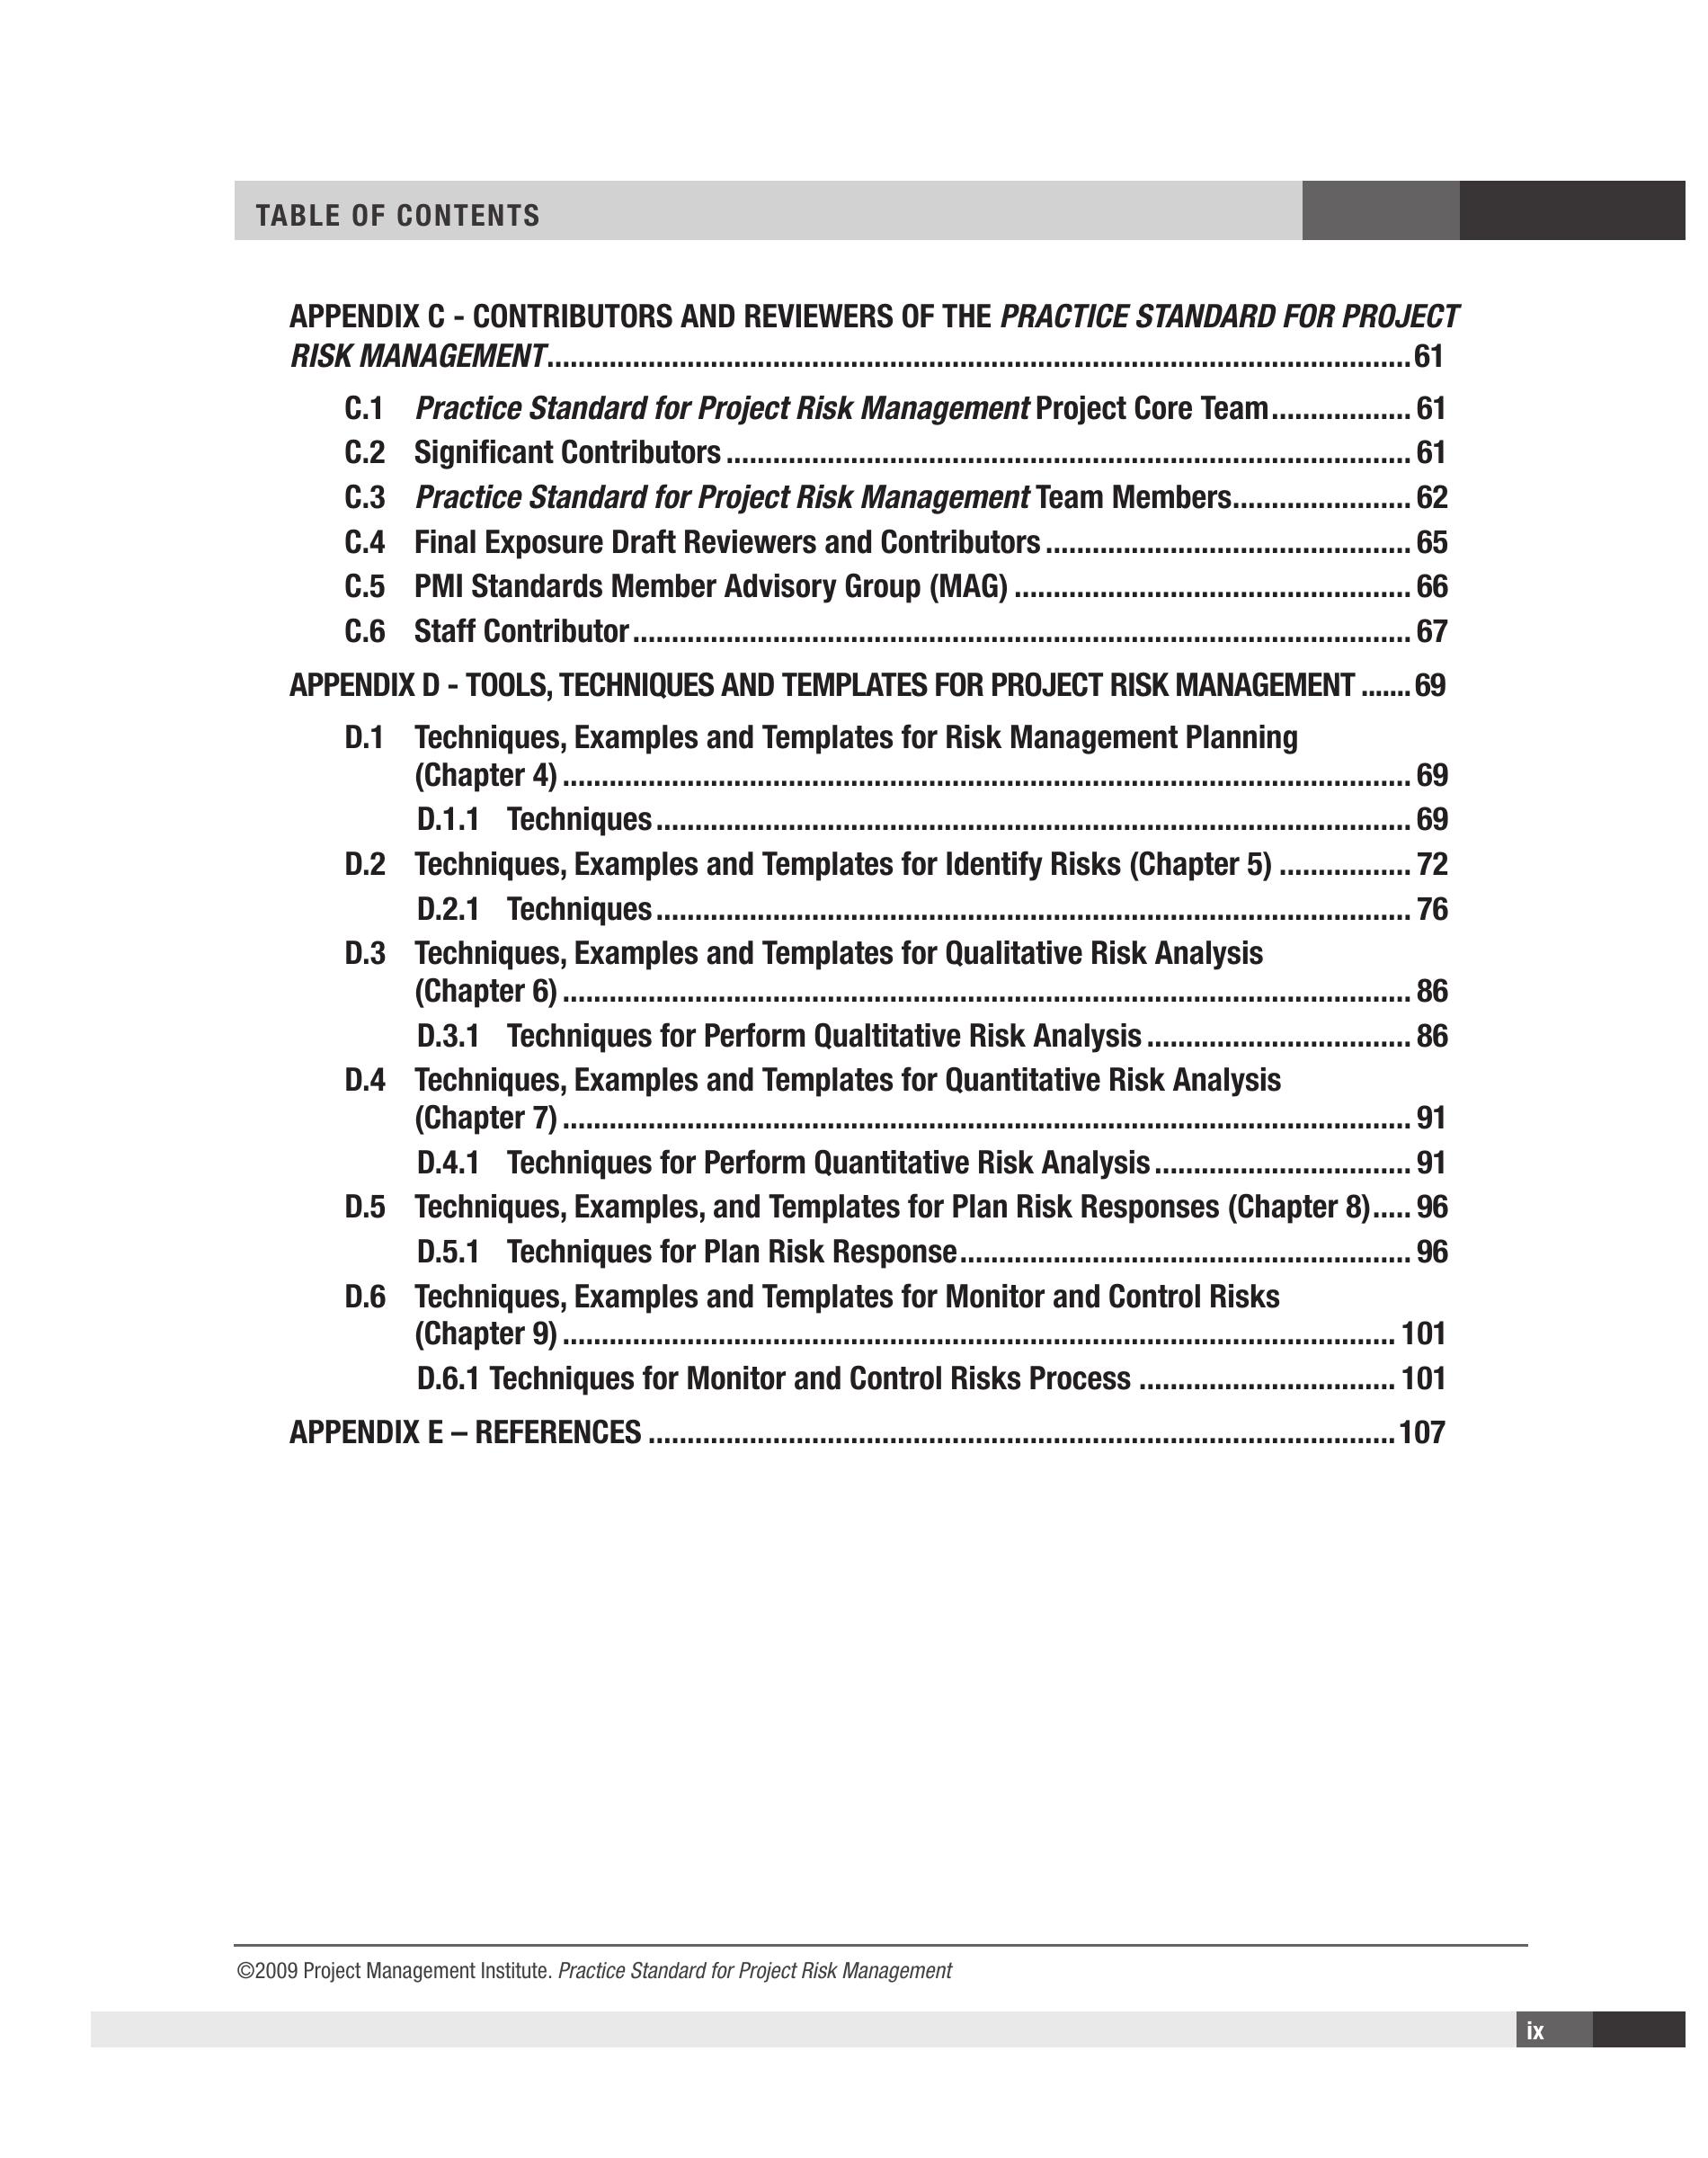 TABLE OF CONTENTS
APPENDIX C - CONTRIBUTORS AND REVIEWERS OF THE PRACTICE STANDARD FOR PROJECT
RISK MANAGEMENT....................................................................................................61
C.1 Practice Standard for Project Risk Management Project Core Team.................. 61
C.2 Significant Contributors ........................................................................................ 61
C.3 Practice Standard for Project Risk Management Team Members....................... 62
C.4 Final Exposure Draft Reviewers and Contributors ............................................... 65
C.5 PMI Standards Member Advisory Group (MAG) ................................................... 66
C.6 Staff Contributor.................................................................................................... 67
APPENDIX D - TOOLS, TECHNIQUES AND TEMPLATES FOR PROJECT RISK MANAGEMENT .......69
D.1 Techniques, Examples and Templates for Risk Management Planning
(Chapter 4) ............................................................................................................. 69
D.1.1 Techniques................................................................................................. 69
D.2 Techniques, Examples and Templates for Identify Risks (Chapter 5) ................. 72
D.2.1 Techniques................................................................................................. 76
D.3 Techniques, Examples and Templates for Qualitative Risk Analysis
(Chapter 6) ............................................................................................................. 86
D.3.1 Techniques for Perform Qualtitative Risk Analysis .................................. 86
D.4 Techniques, Examples and Templates for Quantitative Risk Analysis
(Chapter 7) ............................................................................................................. 91
D.4.1 Techniques for Perform Quantitative Risk Analysis ................................. 91
D.5 Techniques, Examples, and Templates for Plan Risk Responses (Chapter 8)..... 96
D.5.1 Techniques for Plan Risk Response.......................................................... 96
D.6 Techniques, Examples and Templates for Monitor and Control Risks
(Chapter 9) ........................................................................................................... 101
D.6.1 Techniques for Monitor and Control Risks Process ................................. 101
APPENDIX E – REFERENCES ................................................................................................107
©2009 Project Management Institute. Practice Standard for Project Risk Management
ix